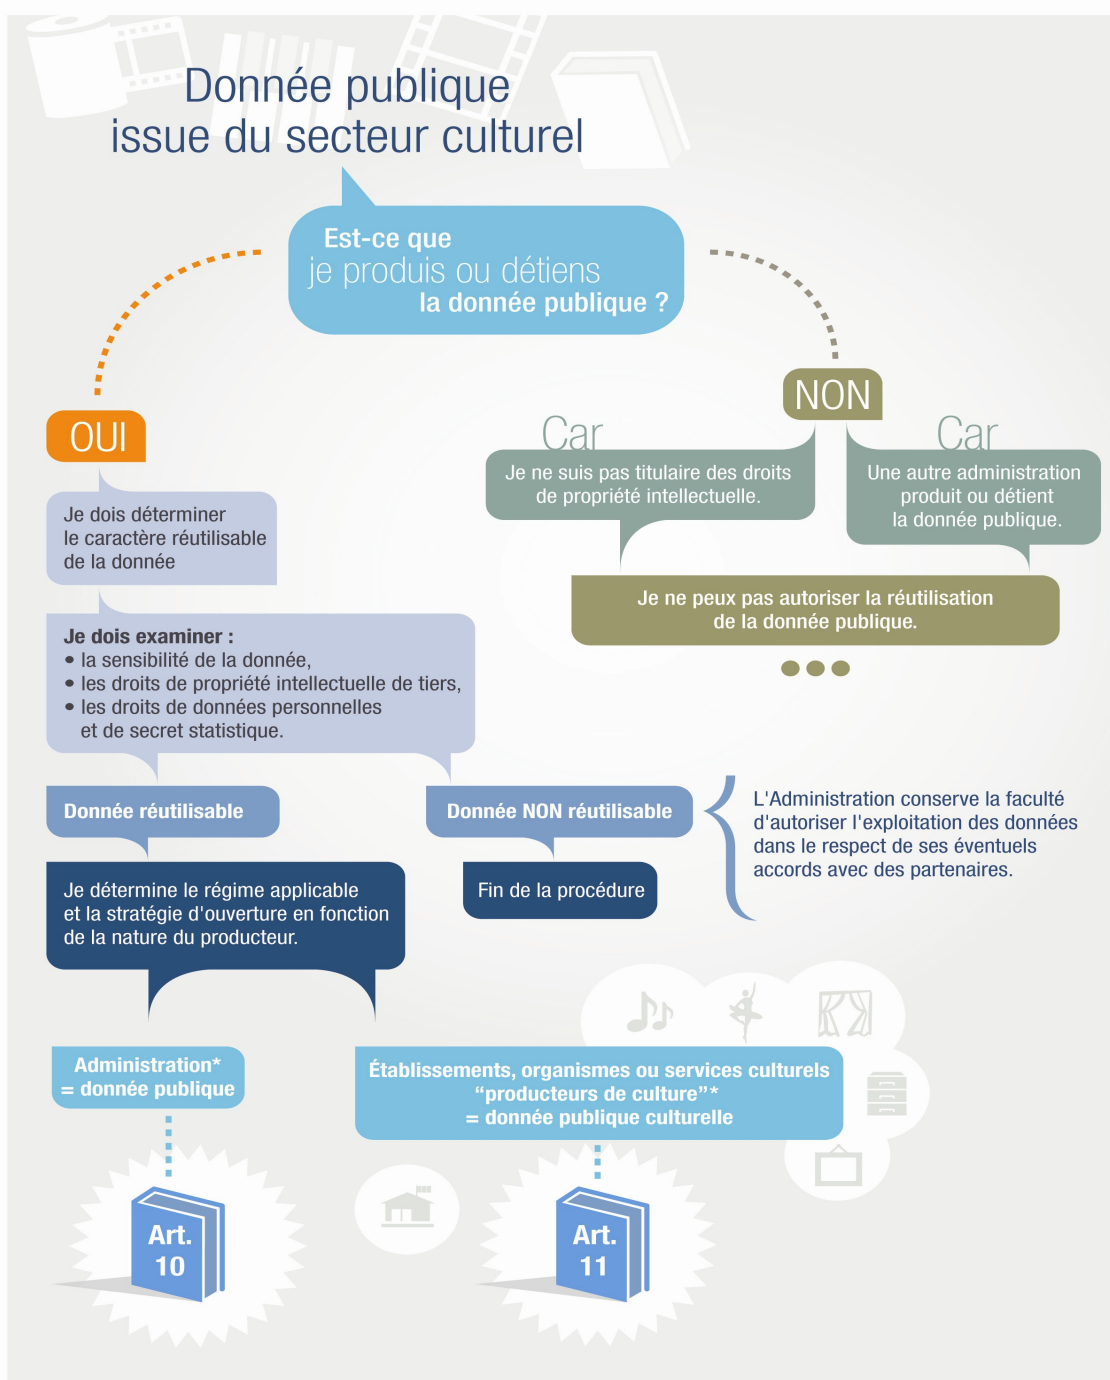 Donnée publique
issue du secteur culturel
Est-ce que
je produis ou détiens
la donnée publique ?
OUI
Je dois déterminer
le caractère réutilisable
de la donnée
Je dois examiner :
• la sensibilité de la donnée,
• les droits de propriété intellectuelle de tiers,
• les droits de données personnelles
et de secret statistique.
NON
Car
Je ne suis pas titulaire des droits
de propriété intellectuelle.
Car
Une autre administration
produit ou détient
la donnée publique.
Je ne peux pas autoriser la réutilisation
de la donnée publique.
Donnée réutilisable
Donnée NON réutilisable
L'Administration conserve la faculté
d'autoriser l'exploitation des données
dans le respect de ses éventuels
accords avec des partenaires.
Je détermine le régime applicable
et la stratégie d'ouverture en fonction
de la nature du producteur.
Fin de la procédure
Administration*
= donnée publique
Établissements, organismes ou services culturels
“producteurs de culture”*
= donnée publique culturelle
Art.
10
Art.
11